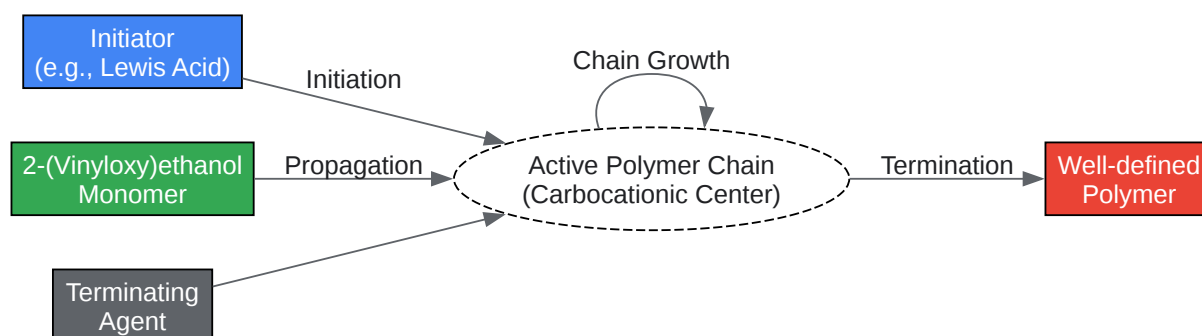 Initiator
(e.g., Lewis Acid)
Initiation
Chain Growth
2-(Vinyloxy)ethanol
Monomer
Propagation
Active Polymer Chain
(Carbocationic Center)
Termination
Well-defined
Polymer
Terminating
Agent